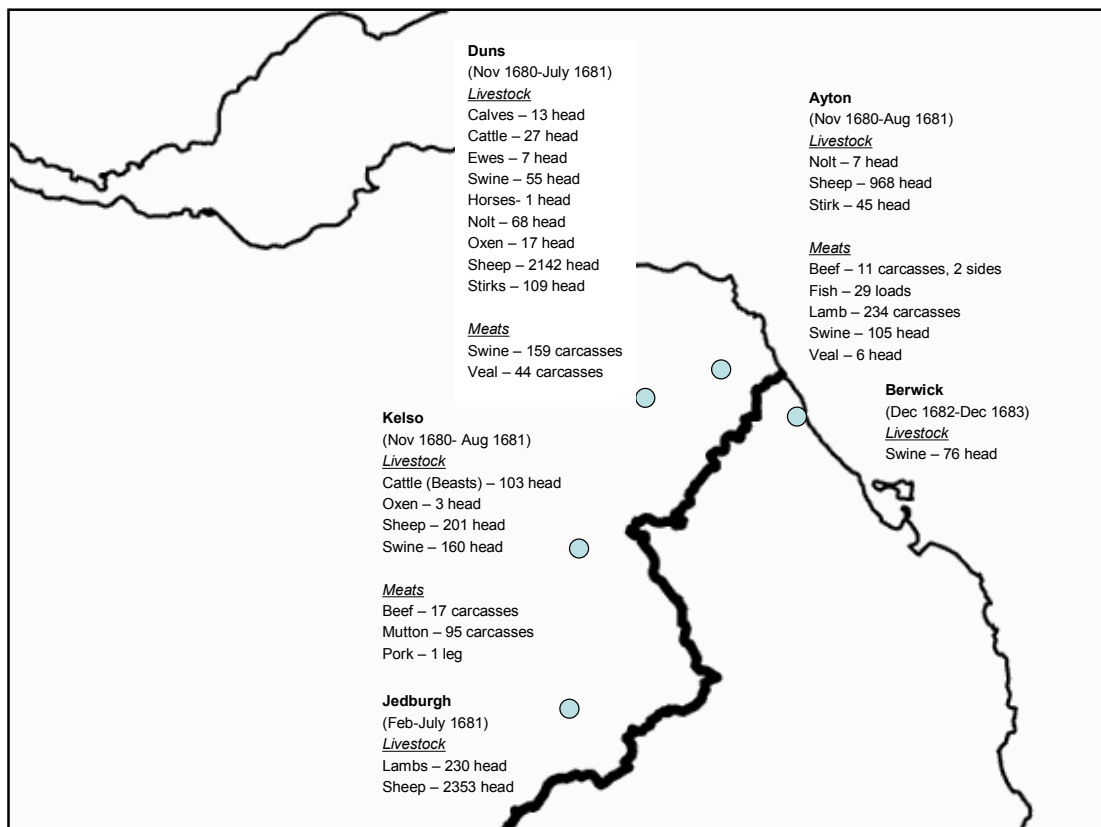 Duns
(Nov 1680-July 1681)
Livestock
Calves – 13 head
Cattle – 27 head
Ewes – 7 head
Swine – 55 head
Horses- 1 head
Nolt – 68 head
Oxen – 17 head
Sheep – 2142 head
Stirks – 109 head
Meats
Swine – 159 carcasses
Veal – 44 carcasses
Ayton
(Nov 1680-Aug 1681)
Livestock
Nolt – 7 head
Sheep – 968 head
Stirk – 45 head
Meats
Beef – 11 carcasses, 2 sides
Fish – 29 loads
Lamb – 234 carcasses
Swine – 105 head
Veal – 6 head
Berwick
(Dec 1682-Dec 1683)
Livestock
Swine – 76 head
Kelso
(Nov 1680- Aug 1681)
Livestock
Cattle (Beasts) – 103 head
Oxen – 3 head
Sheep – 201 head
Swine – 160 head
Meats
Beef – 17 carcasses
Mutton – 95 carcasses
Pork – 1 leg
Jedburgh
(Feb-July 1681)
Livestock
Lambs – 230 head
Sheep – 2353 head